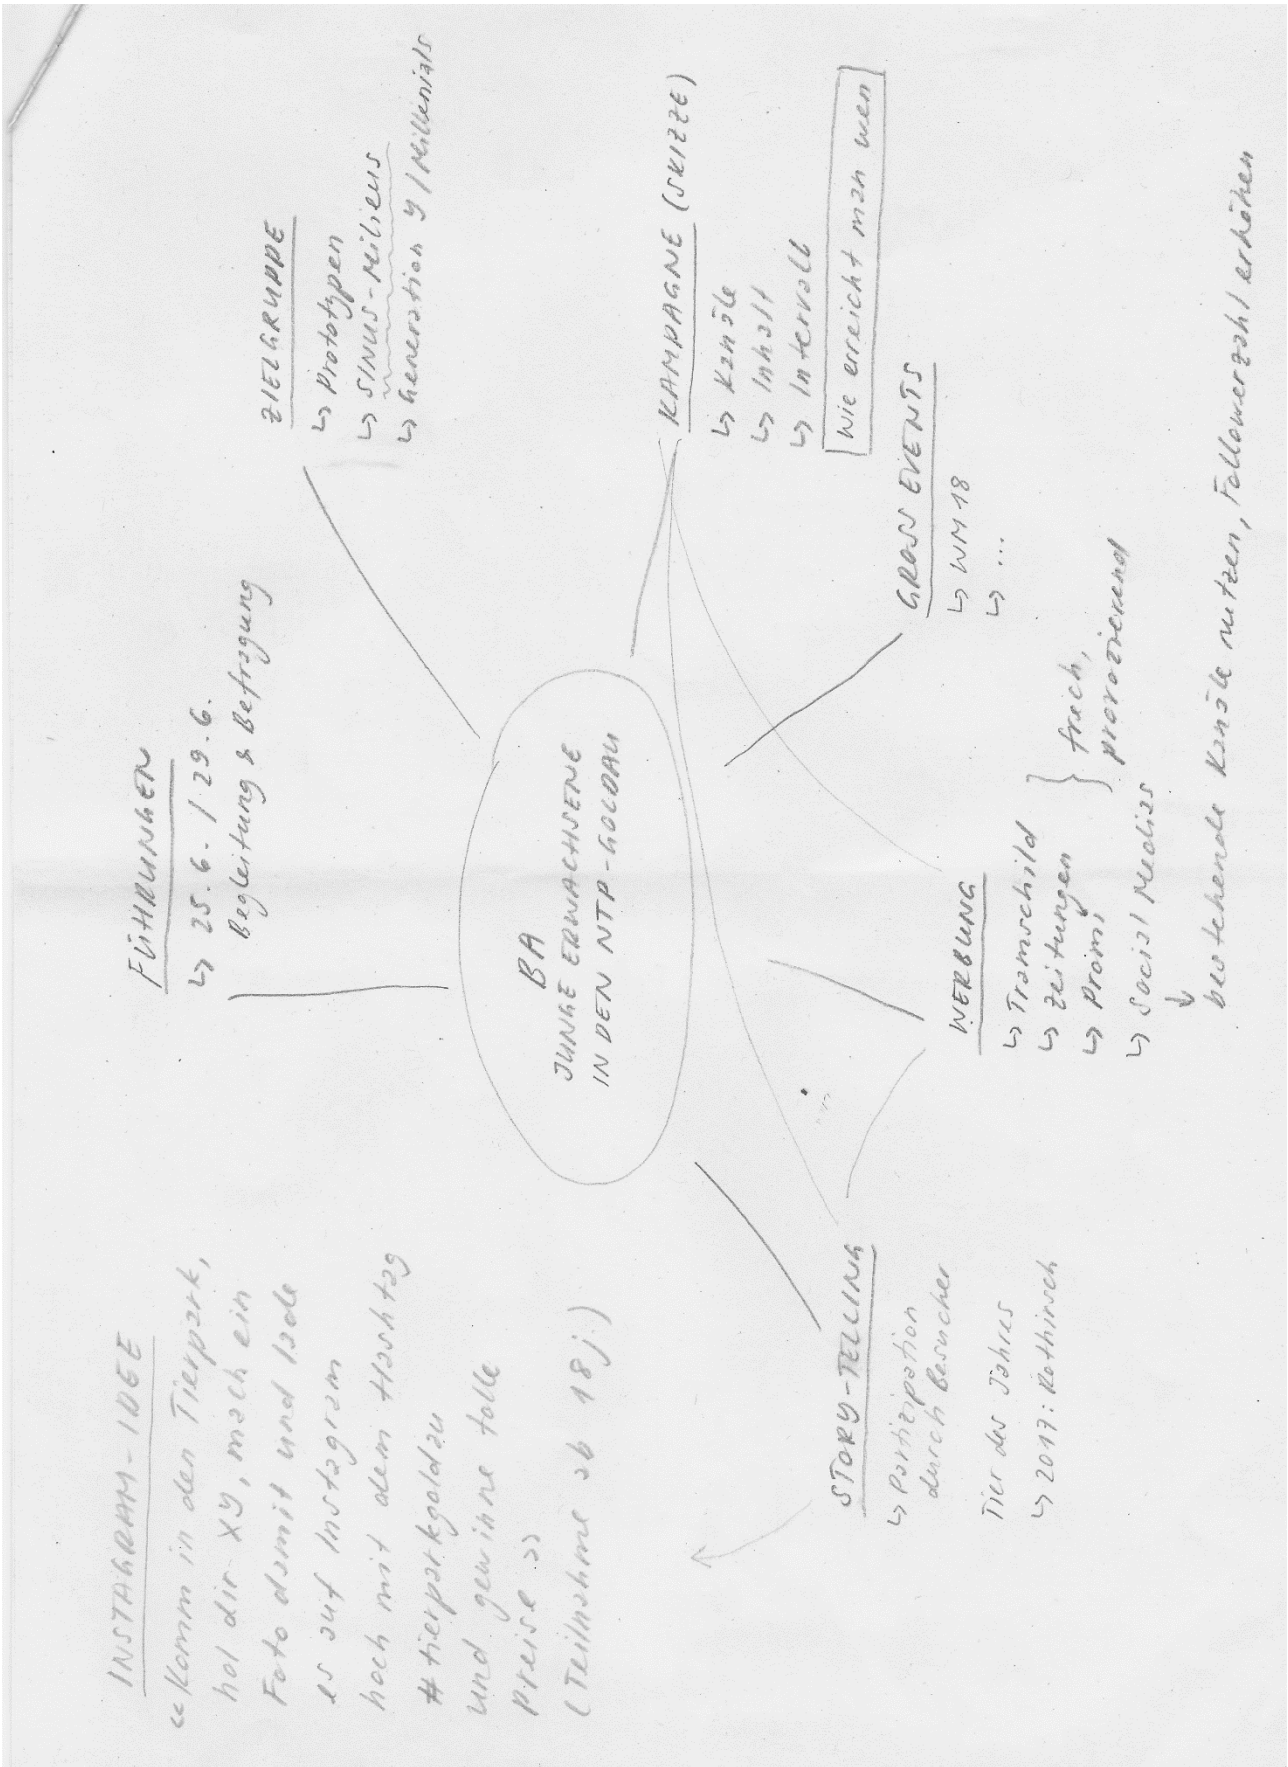 INSTAGRAM-IDEE
«Komm in den Tierpark,
hol dir XY, mach ein
Foto damit und lade
es auf Instagram
hoch mit dem Hashtag
#tierparkgoldau
und gewinne tolle
Preise»
(Teilnahme ab 18 j.)
FÜHRUNGEN
↳ 25.6. / 29.6.
Begleitung & Befragung
ZIELGRUPPE
↳ Prototypen
↳ SINUS-Milieus
↳ Generation Y / Millenials
BA
JUNGE ERWACHSENE
IN DEN NTP-GOLDAU
KAMPAGNE (SKIZZE)
↳ Kanäle
↳ Inhalt
↳ Intervall
Wie erreicht man wen
STORY-TELLING
↳ Partizipation
durch Besucher
Tier des Jahres
↳ 2017: Rothirsch
WERBUNG
↳ Tramschild
↳ Zeitungen
↳ Promi
} frech,
provozierend
↳ Social Medias
↓
bestehende Kanäle nutzen, Followerzahl erhöhen
GROSS EVENTS
↳ WM 18
↳ ...